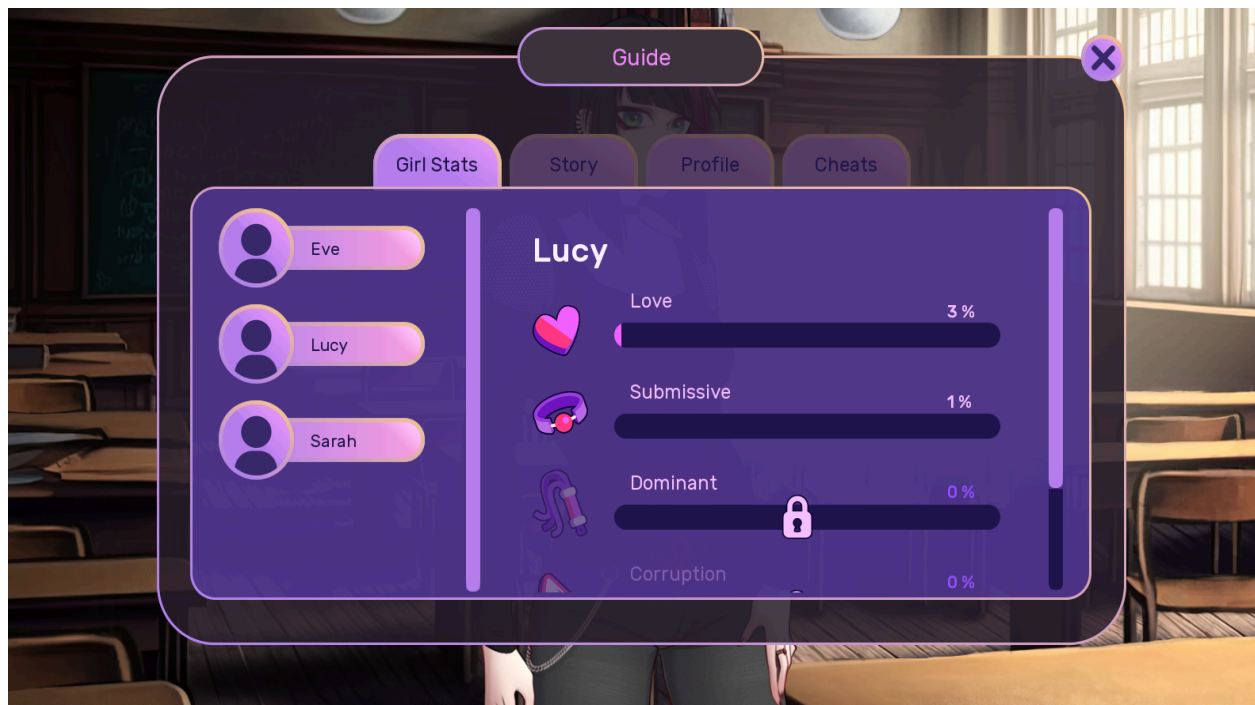 Guide
Girl Stats
Story
Profile
Cheats
Eve
Lucy
Sarah
Lucy
Love
3 %
Submissive
1 %
Dominant
0 %
Corruption
0 %